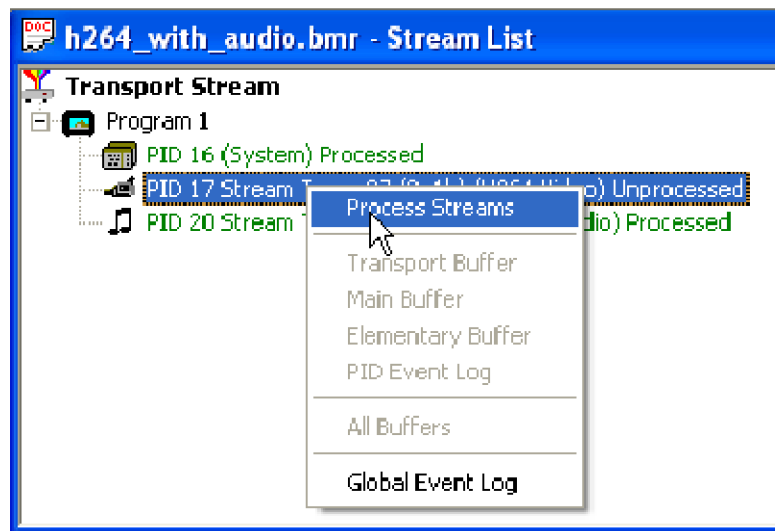 DOC
h264_with_audio.bmr - Stream List
Transport Stream
Program 1
PID 16 (System) Processed
PID 17 Stream Unprocessed
PID 20 Stream Processed
Process Streams
Transport Buffer
Main Buffer
Elementary Buffer
PID Event Log
All Buffers
Global Event Log